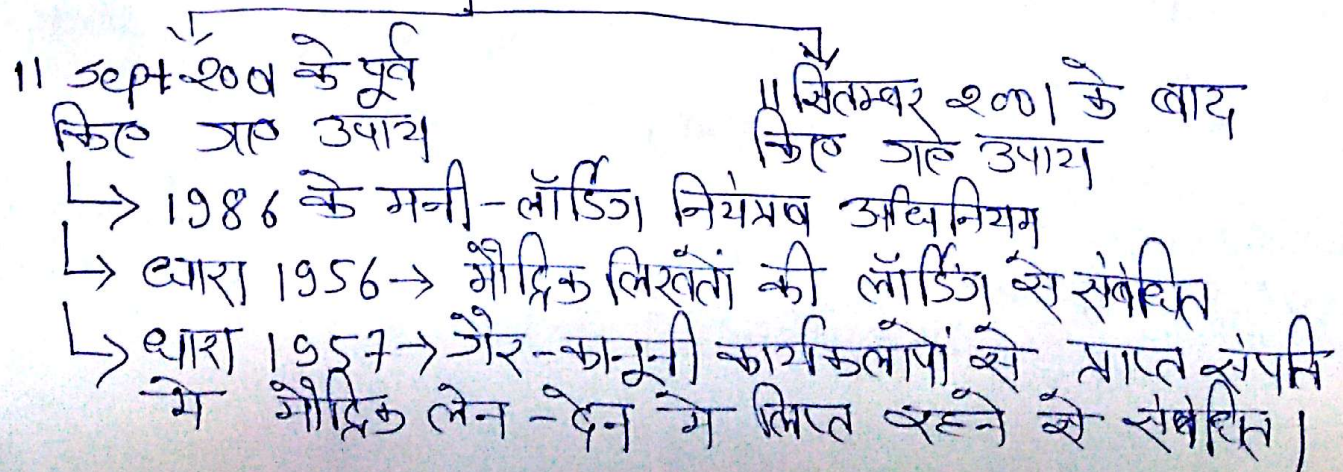 11 Sept 2001 के पूर्व
किए गए उपाय
11 सितम्बर 2001 के बाद
किए गए उपाय
→ 1986 के मनी-लॉर्डिंग नियंत्रण अधिनियम
→ धारा 1956 → मौद्रिक लिखतों की लॉर्डिंग से संबंधित
→ धारा 1957 → गैर-कानूनी कार्यकलापों से प्राप्त संपत्ति
मे मौद्रिक लेन-देन मे लिप्त रहने से संबंधित।